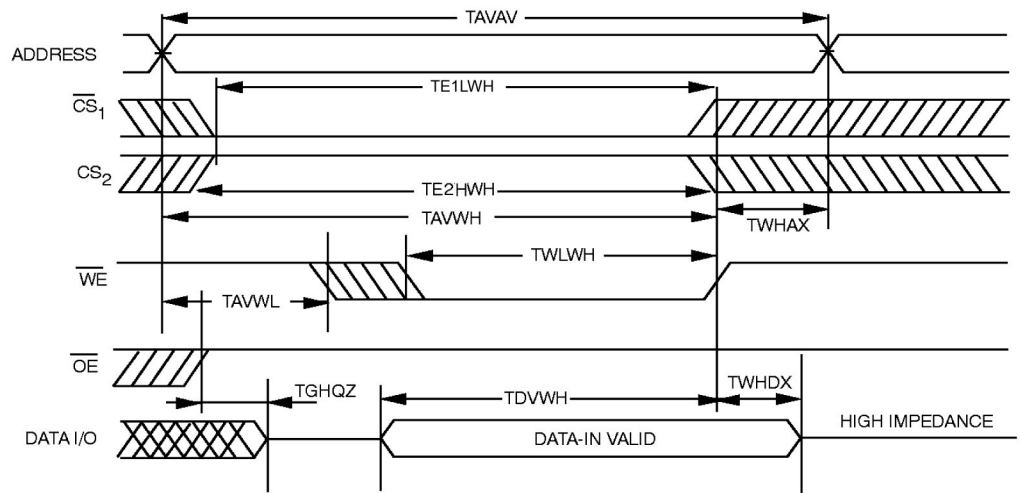 TAVAV
ADDRESS
TE1LWH
CS1
CS2
TE2HWH
TAVWH
TWHAX
TWLWH
WE
TAVWL
OE
TGHQZ
TDVWH
TWHDX
DATA I/O
DATA-IN VALID
HIGH IMPEDANCE